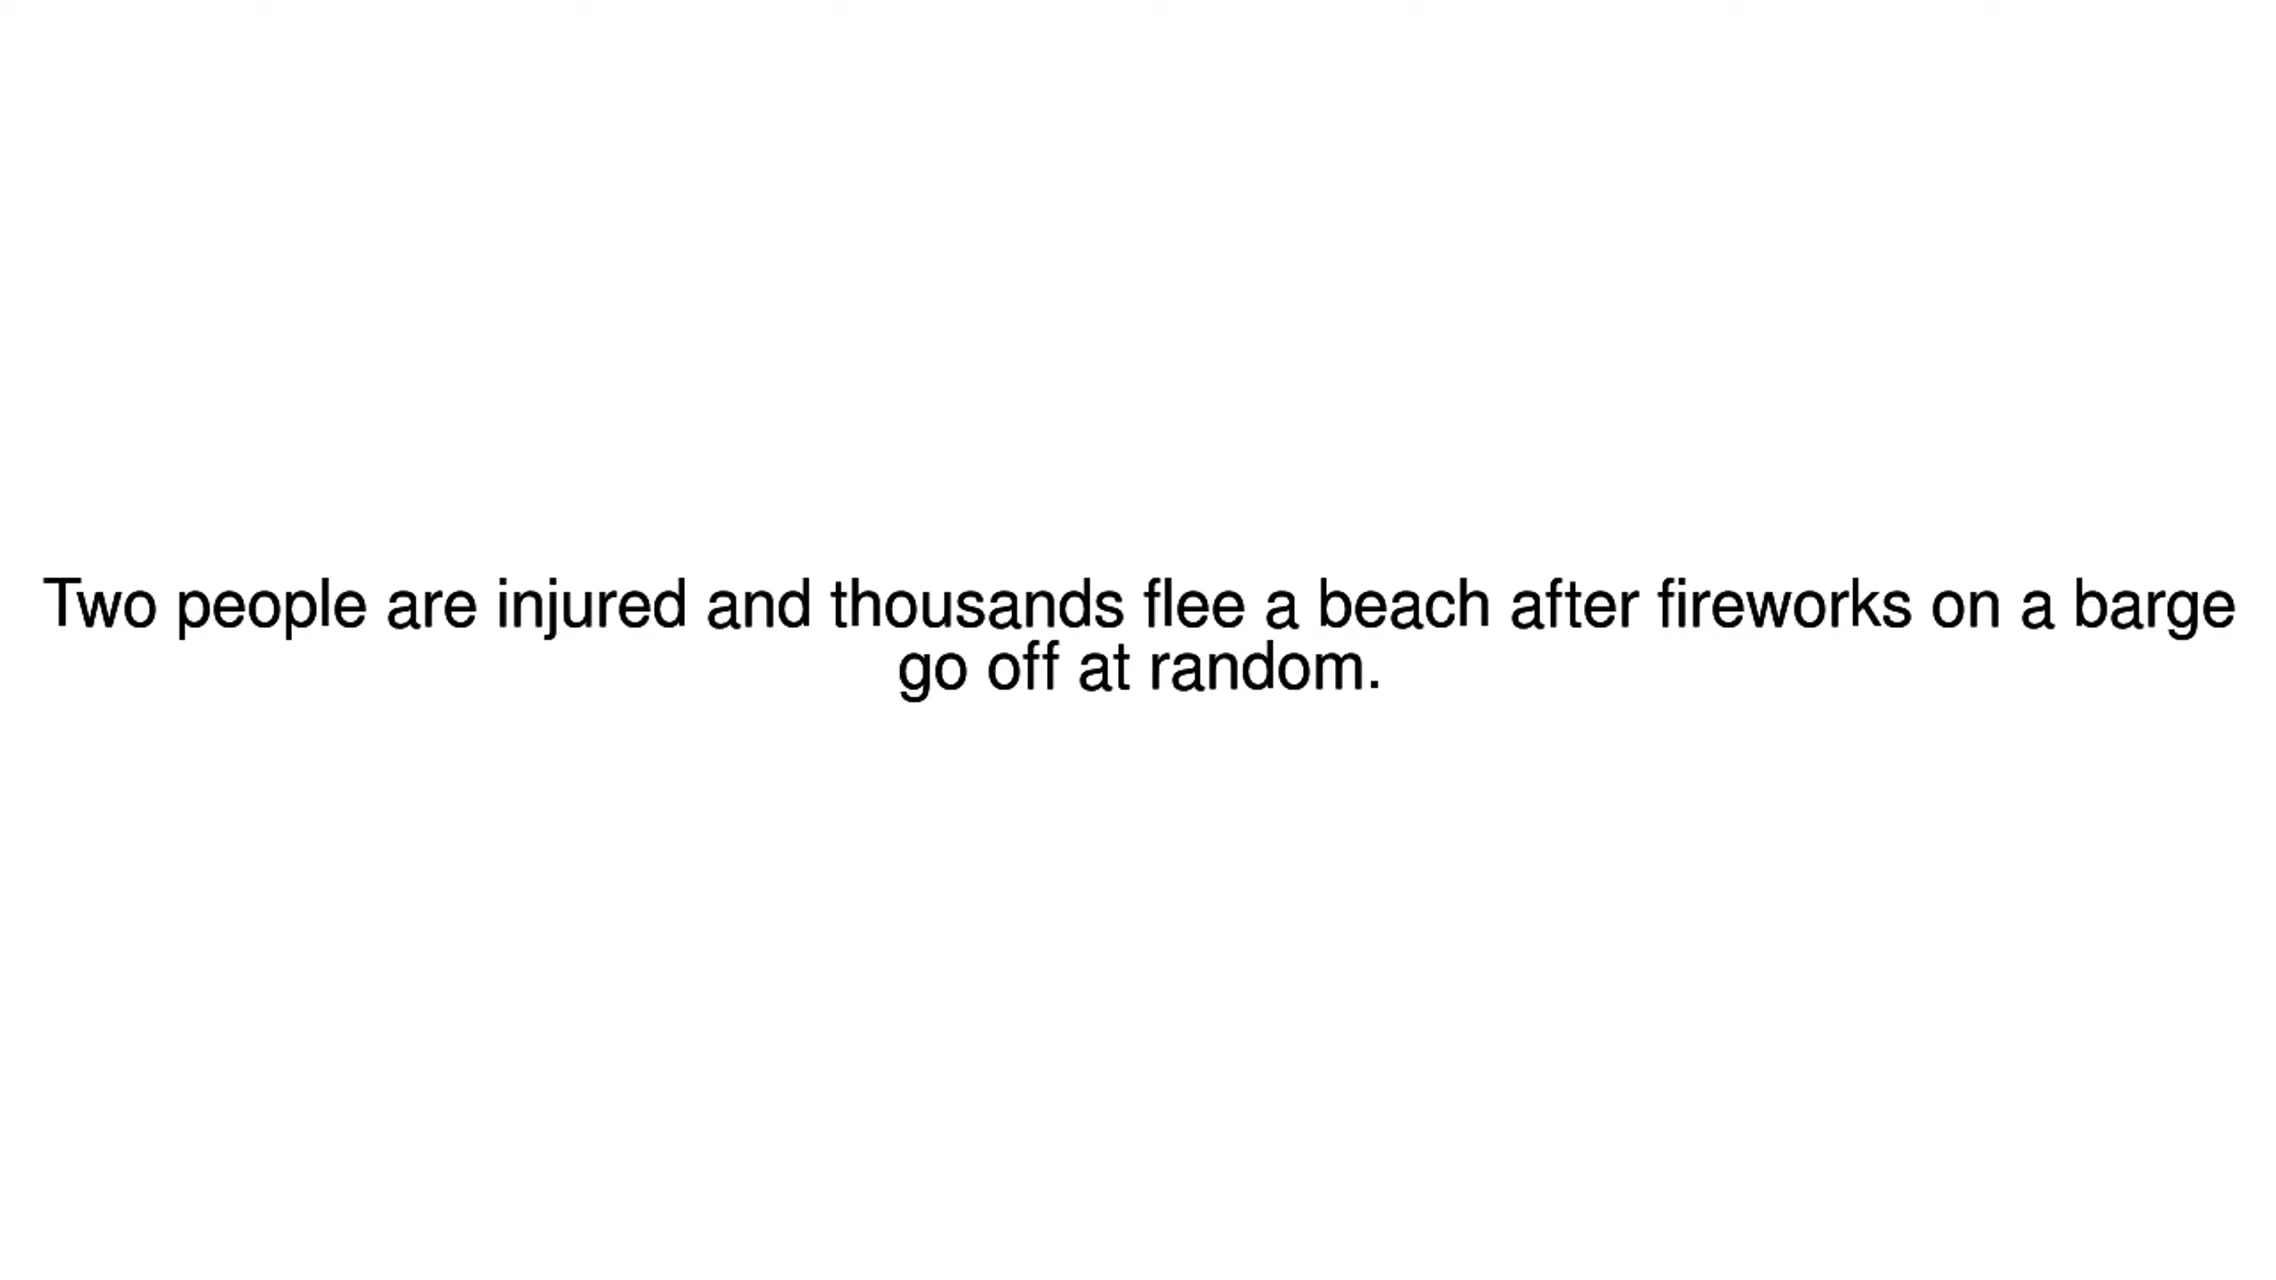 Two people are injured and thousands flee a beach after fireworks on a barge
go off at random.